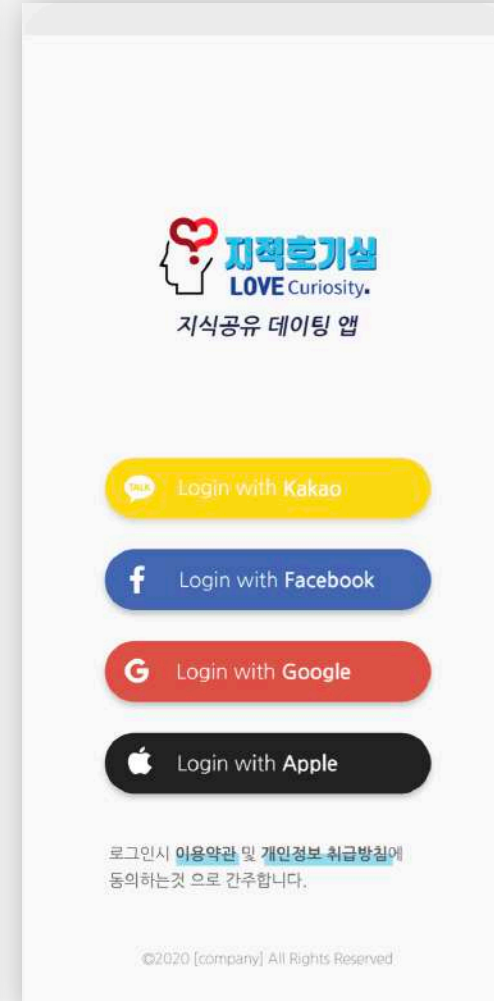 지적호기심
LOVE Curiosity.
지식공유 데이팅 앱
TALK Login with Kakao
f Login with Facebook
G Login with Google
Login with Apple
로그인시 이용약관 및 개인정보 취급방침에
동의하는것 으로 간주합니다.
©2020 [company] All Rights Reserved